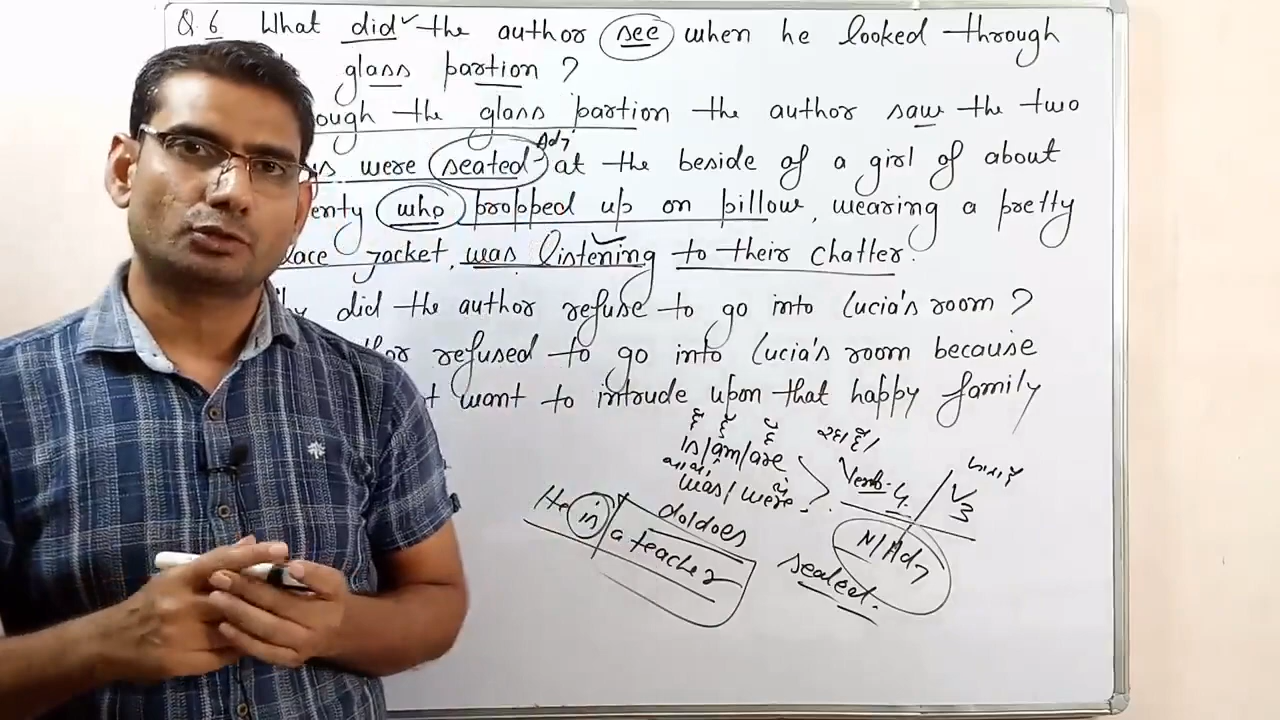 Q.6 What did the author see when he looked through
glass partion ?
ough the glass partion the author saw the two
s were seated at the beside of a girl of about
Adj
enty who propped up on pillow, wearing a pretty
lace Jacket, was listening to their chatter.
y did the author refuse to go into Lucia's room ?
hor refused to go into Lucia's room because
t want to intrude upon that happy family
is/am/are
was/were
Verb-4
V3
He is a teacher
do/does
N/Adj
seated.